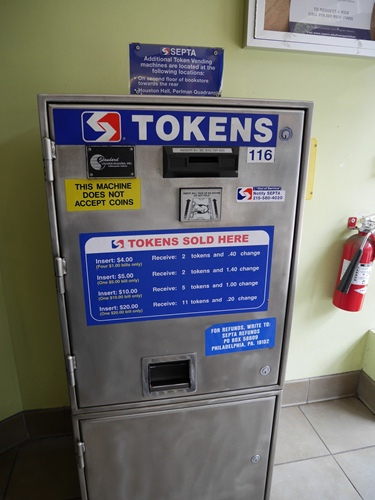 SEPTA
Additional Token Vending
machines are located at the
following locations:
• On second floor of bookstore
towards the rear
• Houston Hall, Perlman Quadrangle
TOKENS
116
Standard
THIS MACHINE
DOES NOT
ACCEPT COINS
Notify SEPTA
215-580-4020
TOKENS SOLD HERE
Insert: $4.00 Receive: 2 tokens and .40 change
(Four $1.00 bills only)
Insert: $5.00 Receive: 2 tokens and 1.40 change
(One $5.00 bill only)
Insert: $10.00 Receive: 5 tokens and 1.00 change
(One $10.00 bill only)
Insert: $20.00 Receive: 11 tokens and .20 change
(One $20.00 bill only)
FOR REFUNDS, WRITE TO:
SEPTA REFUNDS
PO BOX 58609
PHILADELPHIA, PA. 19102